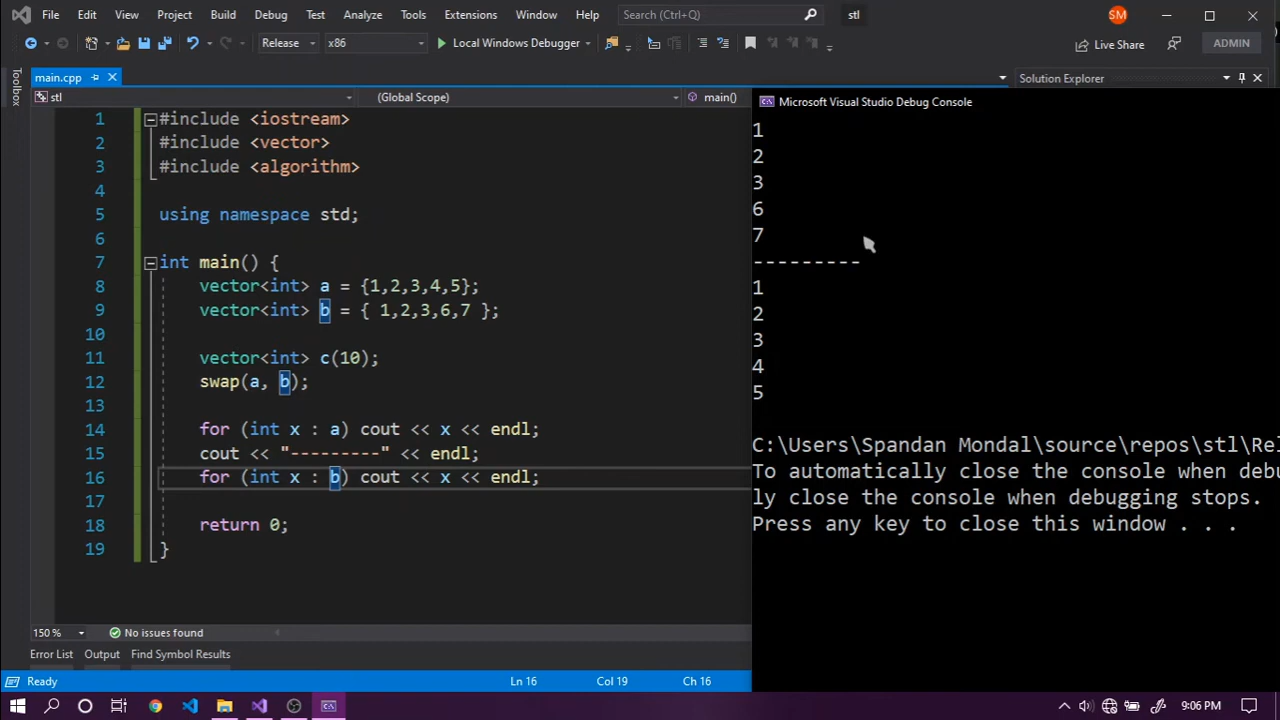 File Edit View Project Build Debug Test Analyze Tools Extensions Window Help Search (Ctrl+Q) stl SM
Release x86 Local Windows Debugger Live Share ADMIN
Toolbox
main.cpp Solution Explorer
stl (Global Scope) main()
Microsoft Visual Studio Debug Console
1 #include <iostream>
2 #include <vector>
3 #include <algorithm>
4
5 using namespace std;
6
7 int main() {
8 vector<int> a = {1,2,3,4,5};
9 vector<int> b = { 1,2,3,6,7 };
10
11 vector<int> c(10);
12 swap(a, b);
13
14 for (int x : a) cout << x << endl;
15 cout << "---------" << endl;
16 for (int x : b) cout << x << endl;
17
18 return 0;
19 }
1
2
3
6
7
---------
1
2
3
4
5
C:\Users\Spandan Mondal\source\repos\stl\Rel
To automatically close the console when debu
ly close the console when debugging stops.
Press any key to close this window . . .
150 % No issues found
Error List Output Find Symbol Results
Ready Ln 16 Col 19 Ch 16
9:06 PM